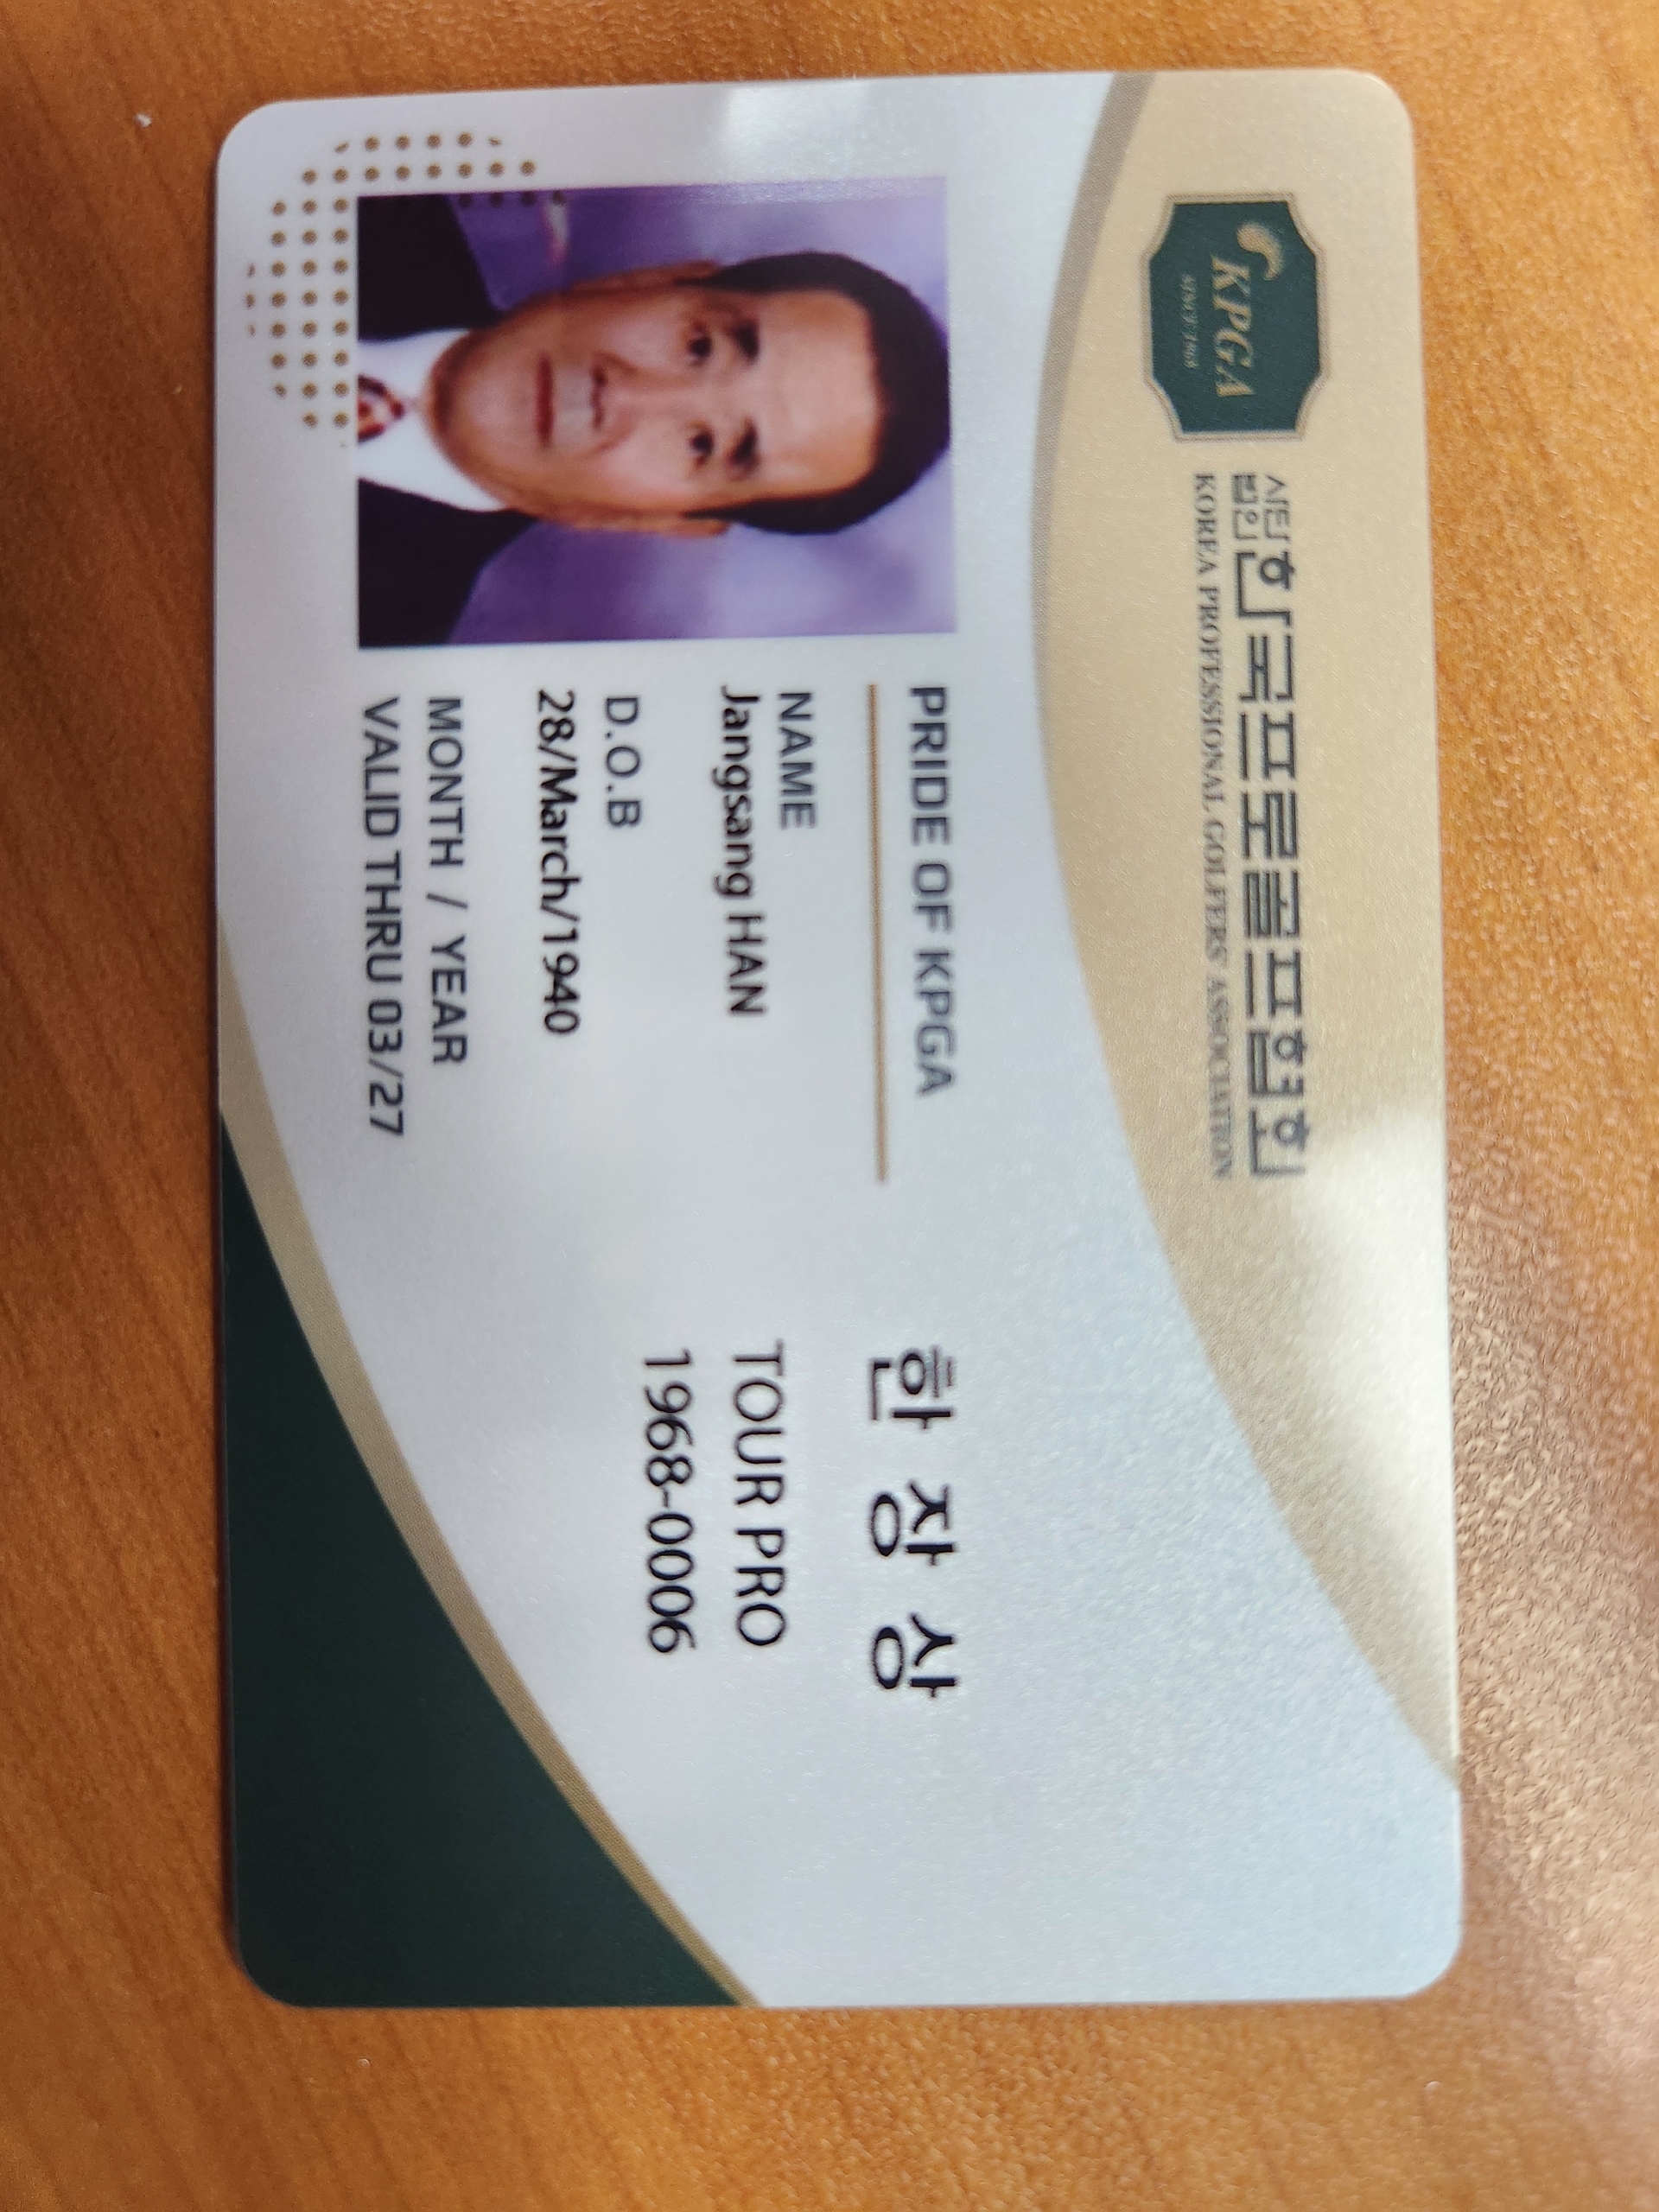 KPGA
SINCE 1968
사단법인 한국프로골프협회
KOREA PROFESSIONAL GOLFERS' ASSOCIATION
PRIDE OF KPGA
한 장 상
NAME
Jangsang HAN
TOUR PRO
1968-0006
D.O.B
28/March/1940
MONTH / YEAR
VALID THRU 03/27